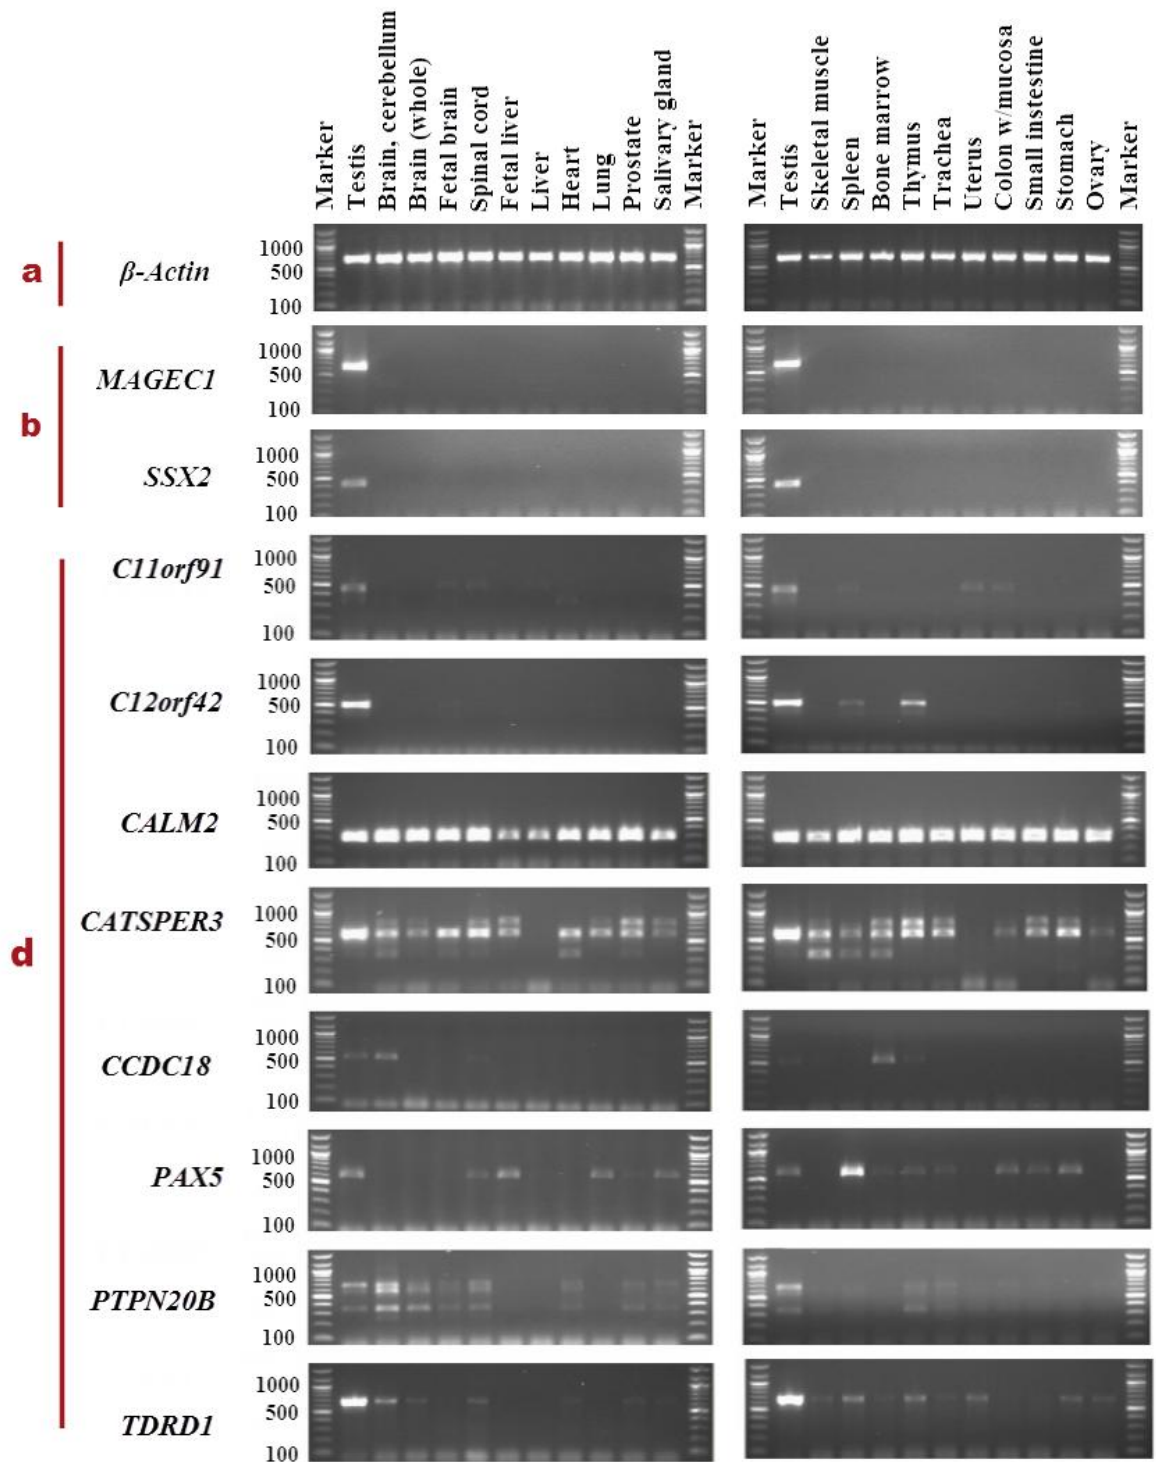 Marker
Testis
Brain, cerebellum
Brain (whole)
Fetal brain
Spinal cord
Fetal liver
Liver
Heart
Lung
Prostate
Salivary gland
Marker
Marker
Testis
Skeletal muscle
Spleen
Bone marrow
Thymus
Trachea
Uterus
Colon w/mucosa
Small instestine
Stomach
Ovary
Marker
a
β-Actin
1000
500
100
b
MAGEC1
1000
500
100
SSX2
1000
500
100
d
C11orf91
1000
500
100
C12orf42
1000
500
100
CALM2
1000
500
100
CATSPER3
1000
500
100
CCDC18
1000
500
100
PAX5
1000
500
100
PTPN20B
1000
500
100
TDRD1
1000
500
100